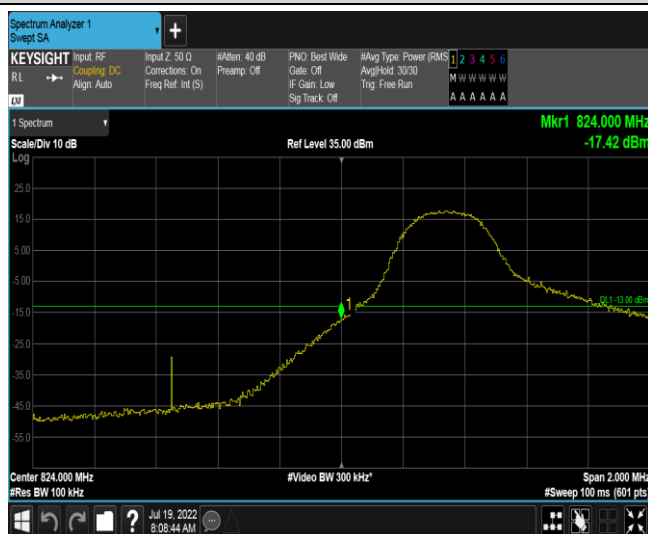 Spectrum Analyzer 1
Swept SA
KEYSIGHT
RL
Input: RF
Coupling: DC
Align: Auto
Input Z: 50 Ω
Corrections: On
Freq Ref: Int (S)
#Atten: 40 dB
Preamp: Off
PNO: Best Wide
Gate: Off
IF Gain: Low
Sig Track: Off
#Avg Type: Power (RMS
Avg|Hold: 30/30
Trig: Free Run
1 2 3 4 5 6
M W W W W W
A A A A A A
LXI
1 Spectrum
Scale/Div 10 dB
Ref Level 35.00 dBm
Mkr1 824.000 MHz
-17.42 dBm
Log
25.0
15.0
5.00
-5.00
-15.0
-25.0
-35.0
-45.0
-55.0
1
DL1 -13.00 dBm
Center 824.000 MHz
#Video BW 300 kHz*
Span 2.000 MHz
#Res BW 100 kHz
#Sweep 100 ms (601 pts)
?
Jul 19, 2022
8:08:44 AM